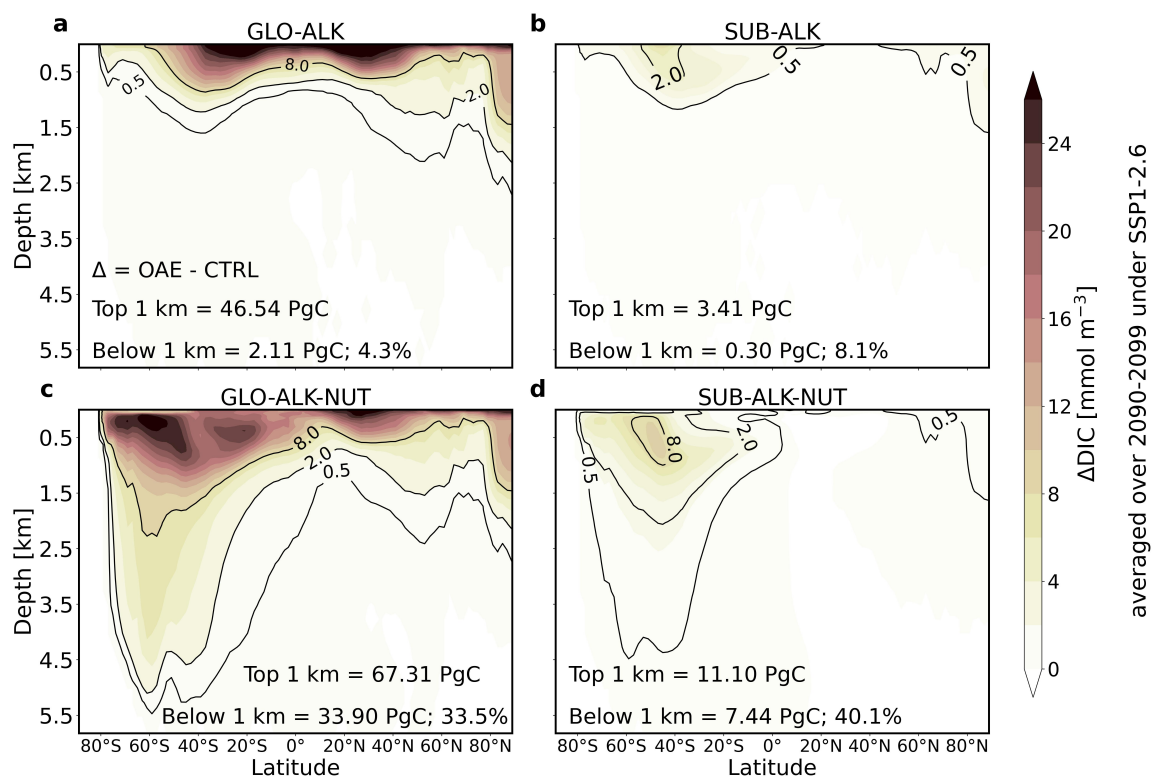 a
GLO-ALK
b
SUB-ALK
0.5
1.5
2.5
3.5
4.5
5.5
Depth [km]
0.5
8.0
2.0
Δ = OAE - CTRL
Top 1 km = 46.54 PgC
Below 1 km = 2.11 PgC; 4.3%
2.0
0.5
0.5
Top 1 km = 3.41 PgC
Below 1 km = 0.30 PgC; 8.1%
c
GLO-ALK-NUT
d
SUB-ALK-NUT
0.5
1.5
2.5
3.5
4.5
5.5
Depth [km]
8.0
2.0
0.5
Top 1 km = 67.31 PgC
Below 1 km = 33.90 PgC; 33.5%
80°S 60°S 40°S 20°S 0° 20°N 40°N 60°N 80°N
Latitude
0.5
8.0
2.0
0.5
Top 1 km = 11.10 PgC
Below 1 km = 7.44 PgC; 40.1%
80°S 60°S 40°S 20°S 0° 20°N 40°N 60°N 80°N
Latitude
24
20
16
12
8
4
0
ΔDIC [mmol m⁻³]
averaged over 2090-2099 under SSP1-2.6